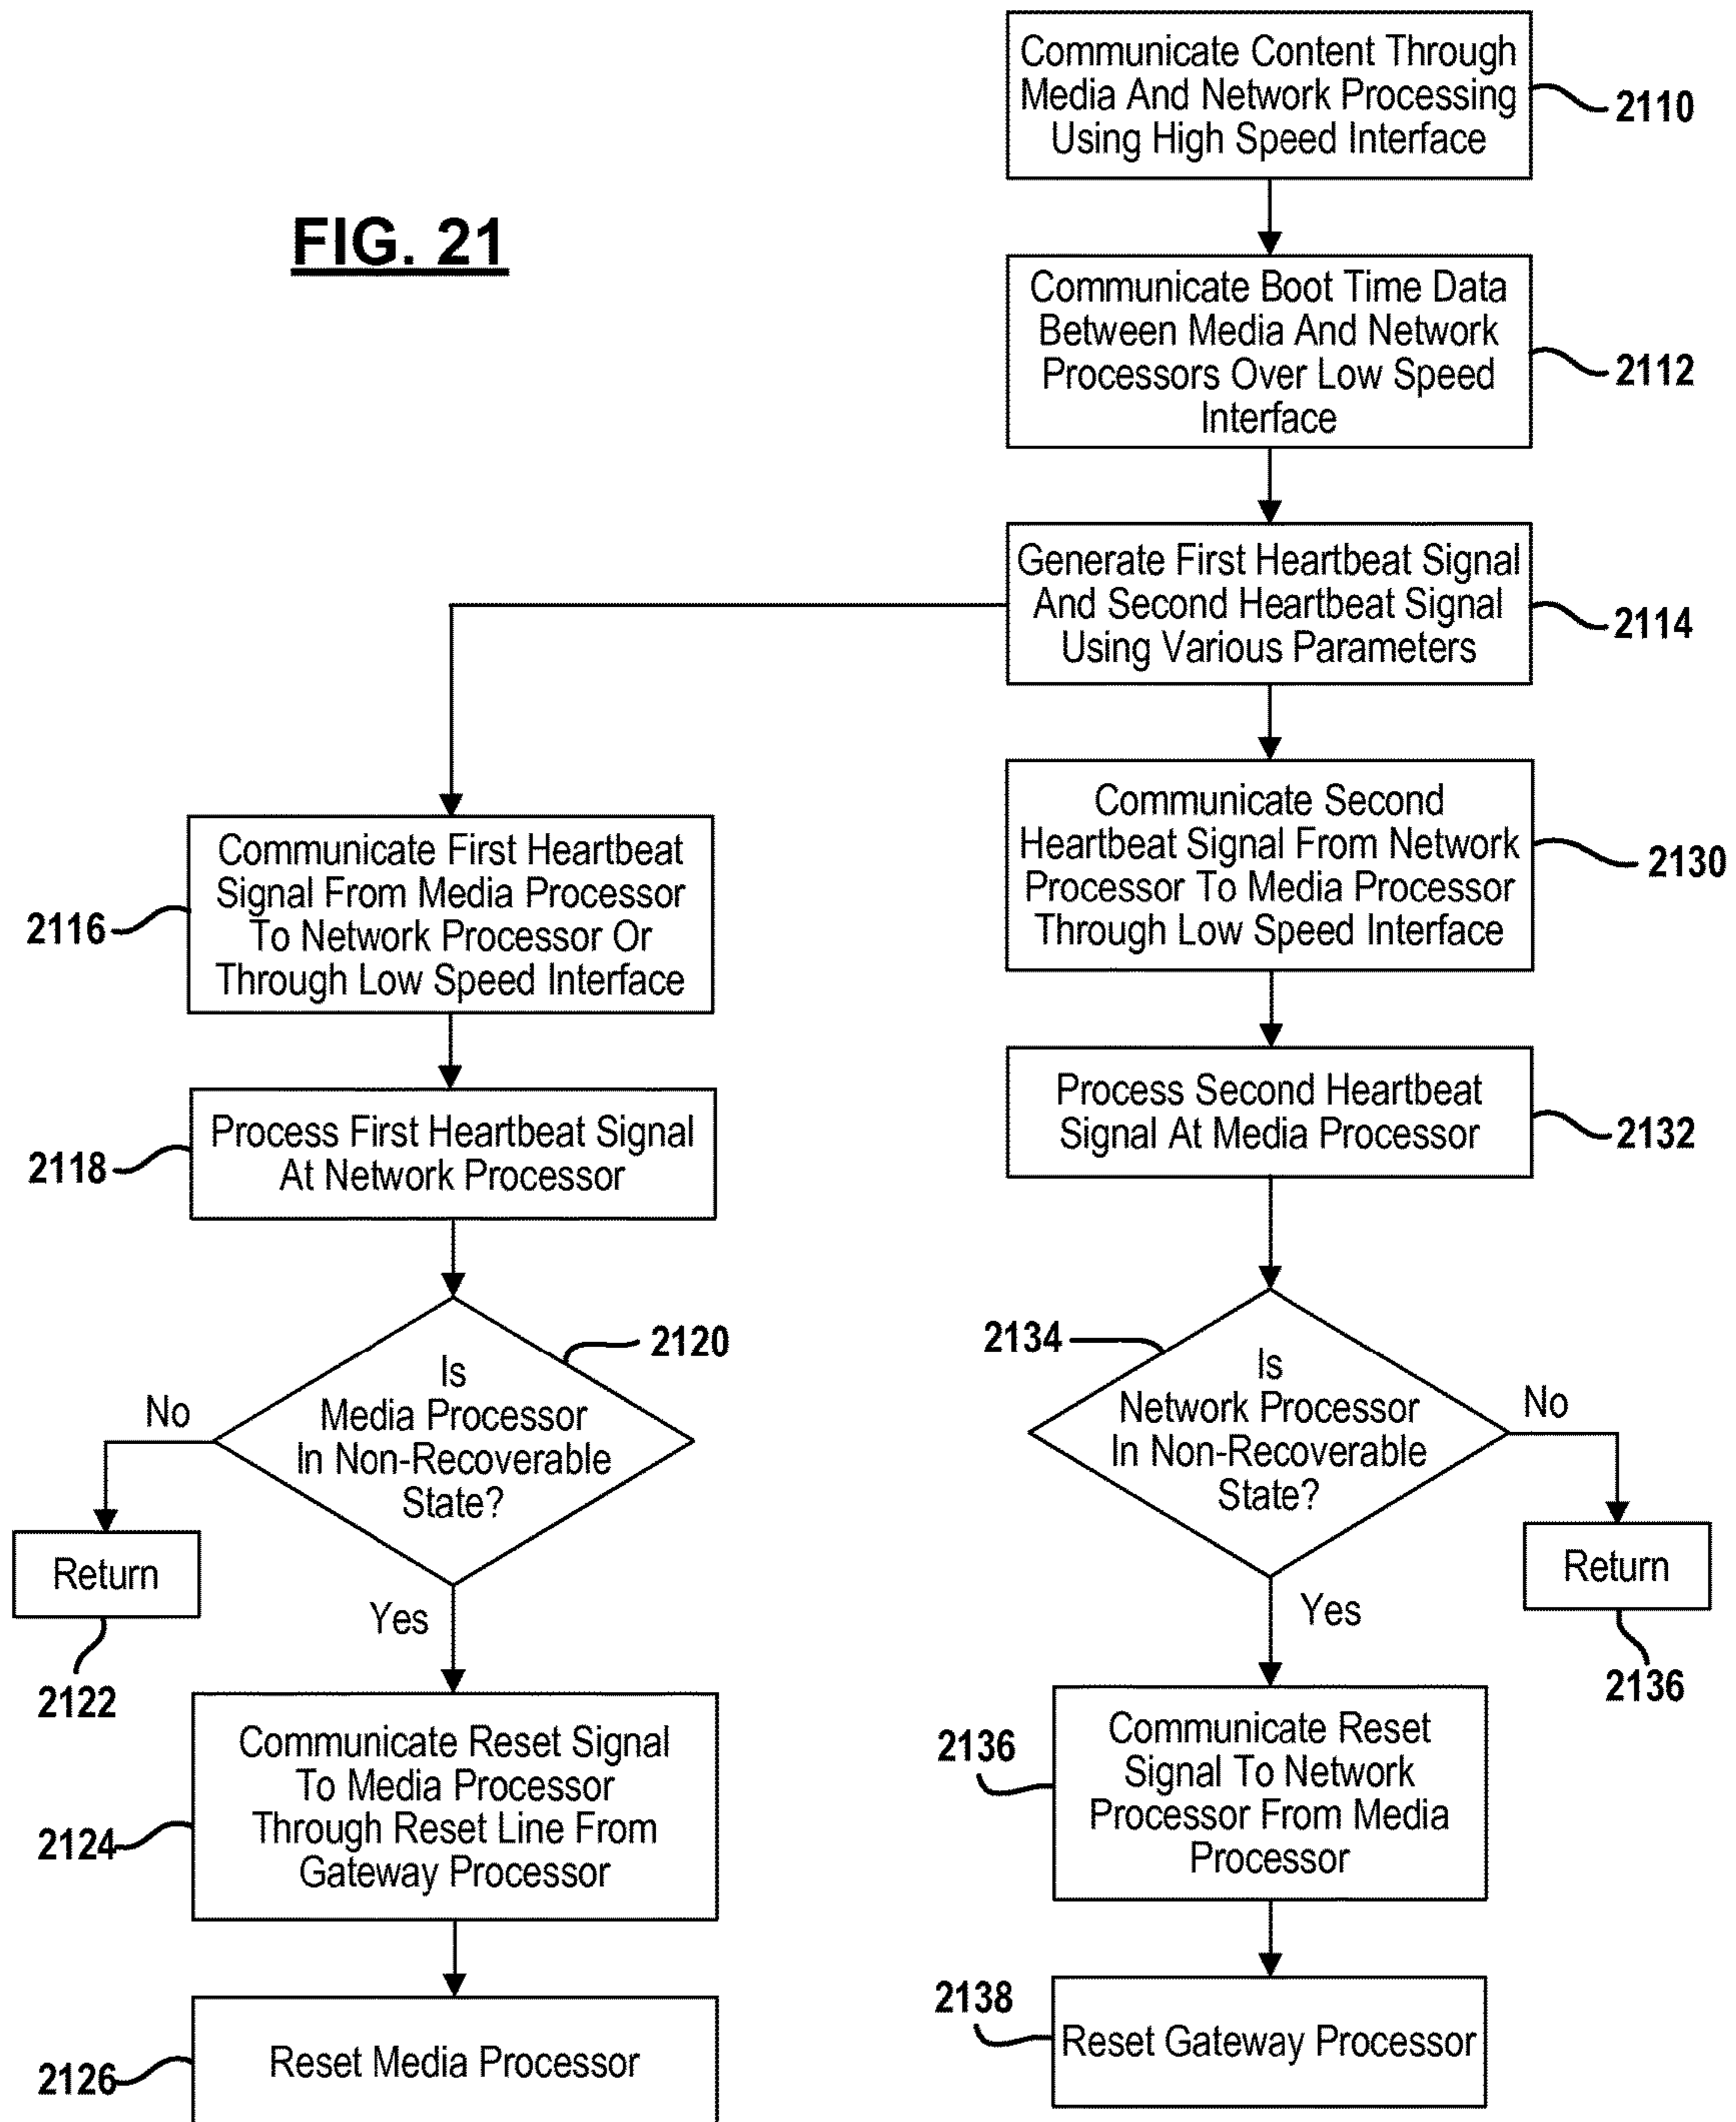 FIG. 21
Communicate Content Through
Media And Network Processing
Using High Speed Interface
2110
Communicate Boot Time Data
Between Media And Network
Processors Over Low Speed
Interface
2112
Generate First Heartbeat Signal
And Second Heartbeat Signal
Using Various Parameters
2114
Communicate First Heartbeat
Signal From Media Processor
To Network Processor Or
Through Low Speed Interface
2116
Process First Heartbeat Signal
At Network Processor
2118
Is
Media Processor
In Non-Recoverable
State?
2120
No
Return
2122
Yes
Communicate Reset Signal
To Media Processor
Through Reset Line From
Gateway Processor
2124
Reset Media Processor
2126
Communicate Second
Heartbeat Signal From Network
Processor To Media Processor
Through Low Speed Interface
2130
Process Second Heartbeat
Signal At Media Processor
2132
2134
Is
Network Processor
In Non-Recoverable
State?
No
Return
2136
Yes
2136
Communicate Reset
Signal To Network
Processor From Media
Processor
2138
Reset Gateway Processor